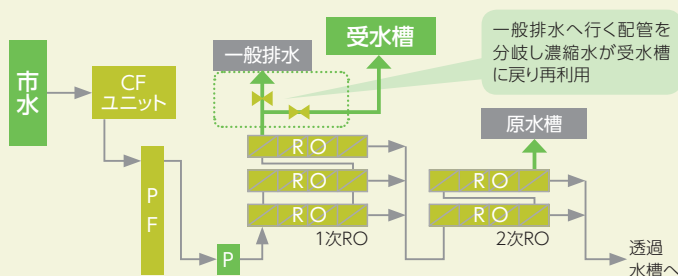 市水
CF
ユニット
PF
P
一般排水
受水槽
一般排水へ行く配管を
分岐し濃縮水が受水槽
に戻り再利用
原水槽
RO
RO
RO
1次RO
RO
RO
2次RO
透過
水槽へ